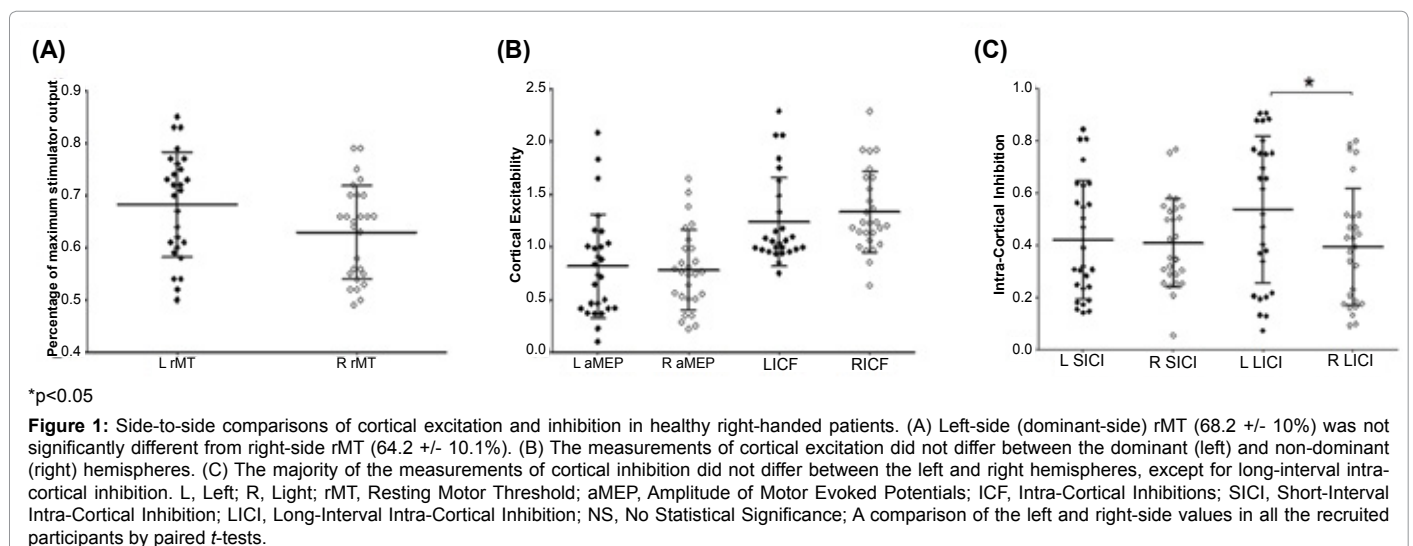 (A)
Percentage of maximum stimulator output
0.9
0.8
0.7
0.6
0.5
0.4
L rMT
R rMT
(B)
Cortical Excitability
2.5
2.0
1.5
1.0
0.5
0.0
L aMEP
R aMEP
LICF
RICF
(C)
Intra-Cortical Inhibition
1.0
0.8
0.6
0.4
0.2
0.0
*
L SICI
R SICI
L LICI
R LICI
*p<0.05
Figure 1: Side-to-side comparisons of cortical excitation and inhibition in healthy right-handed patients. (A) Left-side (dominant-side) rMT (68.2 +/- 10%) was not
significantly different from right-side rMT (64.2 +/- 10.1%). (B) The measurements of cortical excitation did not differ between the dominant (left) and non-dominant
(right) hemispheres. (C) The majority of the measurements of cortical inhibition did not differ between the left and right hemispheres, except for long-interval intra-
cortical inhibition. L, Left; R, Light; rMT, Resting Motor Threshold; aMEP, Amplitude of Motor Evoked Potentials; ICF, Intra-Cortical Inhibitions; SICI, Short-Interval
Intra-Cortical Inhibition; LICI, Long-Interval Intra-Cortical Inhibition; NS, No Statistical Significance; A comparison of the left and right-side values in all the recruited
participants by paired t-tests.